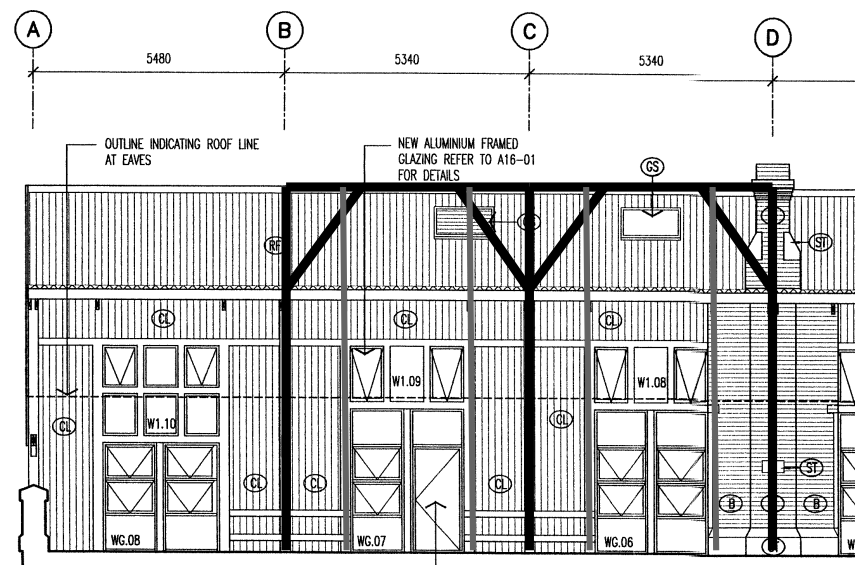 A
B
C
D
5480
5340
5340
OUTLINE INDICATING ROOF LINE
AT EAVES
NEW ALUMINIUM FRAMED
GLAZING REFER TO A16-01
FOR DETAILS
GS
RF
ST
CL
CL
CL
W1.09
W1.08
W1.10
CL
CL
CL
CL
CL
ST
B
B
WG.08
WG.07
WG.06
W